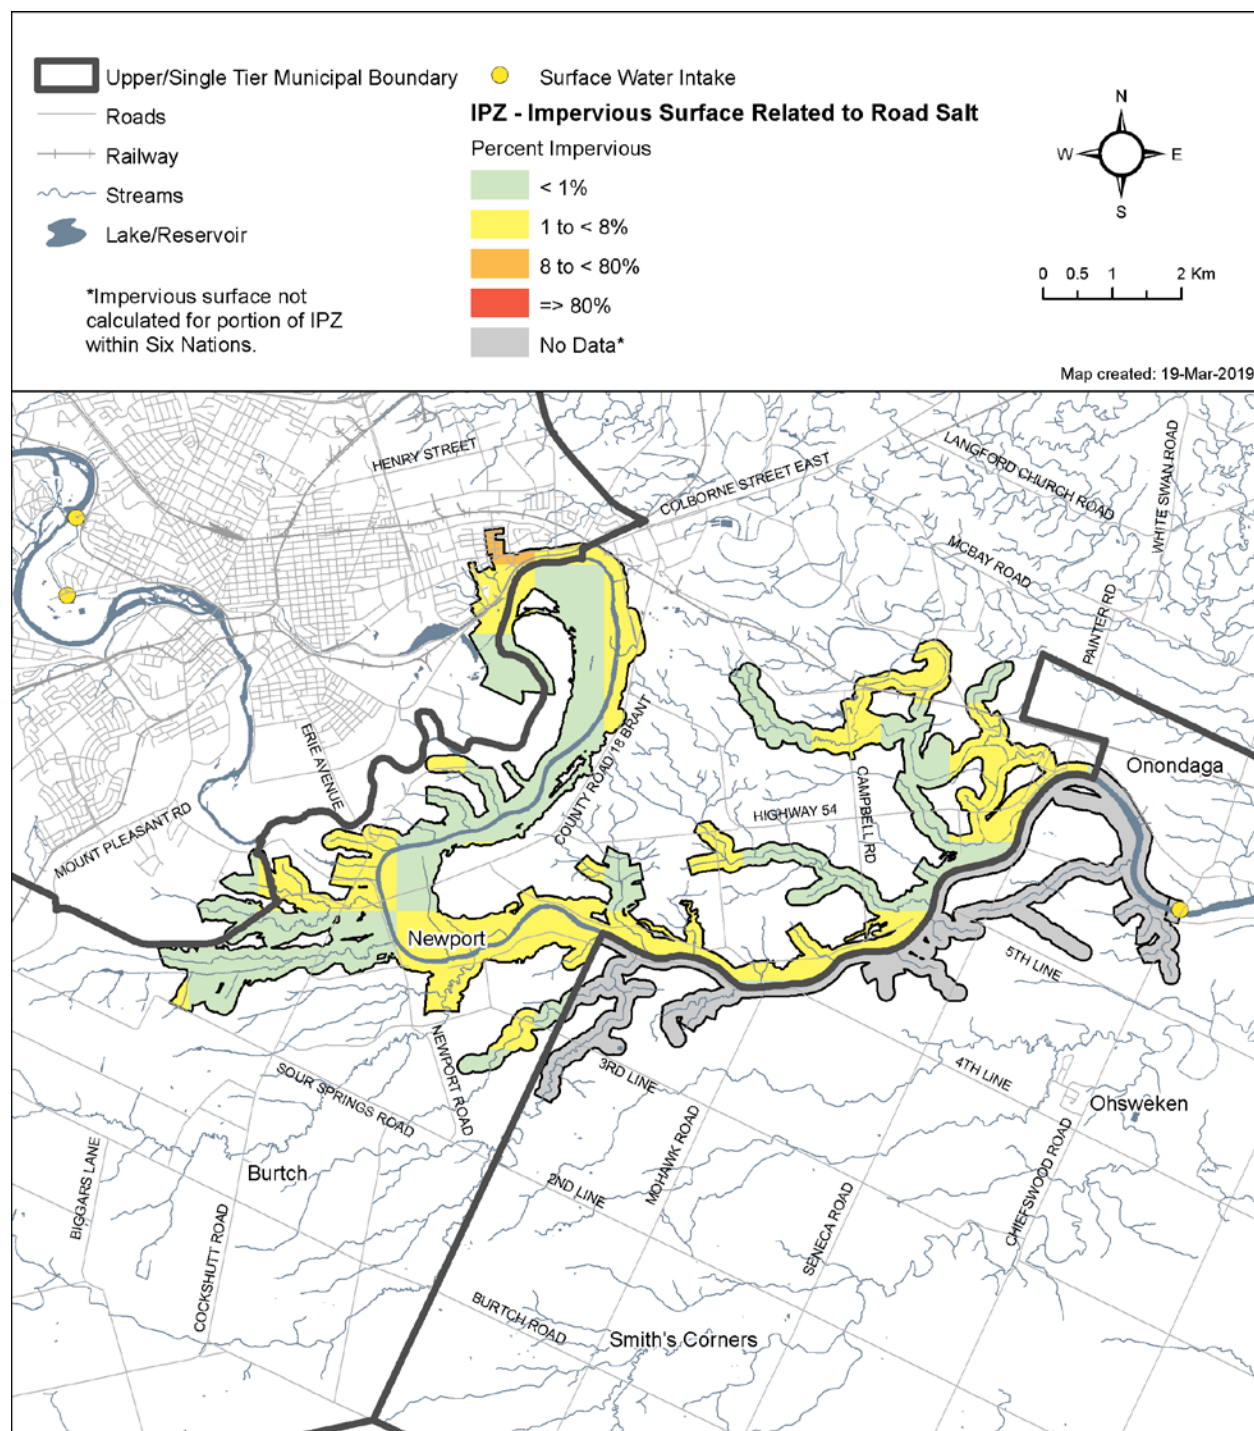 Upper/Single Tier Municipal Boundary
Roads
Railway
Streams
Lake/Reservoir
*Impervious surface not
calculated for portion of IPZ
within Six Nations.
Surface Water Intake
IPZ - Impervious Surface Related to Road Salt
Percent Impervious
< 1%
1 to < 8%
8 to < 80%
=> 80%
No Data*
N
W E
S
0 0.5 1 2 Km
Map created: 19-Mar-2019
HENRY STREET
COLBORNE STREET EAST
LANGFORD CHURCH ROAD
WHITE SWAN ROAD
MCBAY ROAD
PAINTER RD
ERIE AVENUE
COUNTY ROAD 18 BRANT
MOUNT PLEASANT RD
HIGHWAY 54
CAMPBELL RD
Onondaga
Newport
5TH LINE
NEWPORT ROAD
SOUR SPRINGS ROAD
3RD LINE
4TH LINE
Ohsweken
BIGGARS LANE
Burtch
COCKSHUTT ROAD
2ND LINE
MOHAWK ROAD
SENECA ROAD
CHIEFSWOOD ROAD
BURTCH ROAD
Smith's Corners